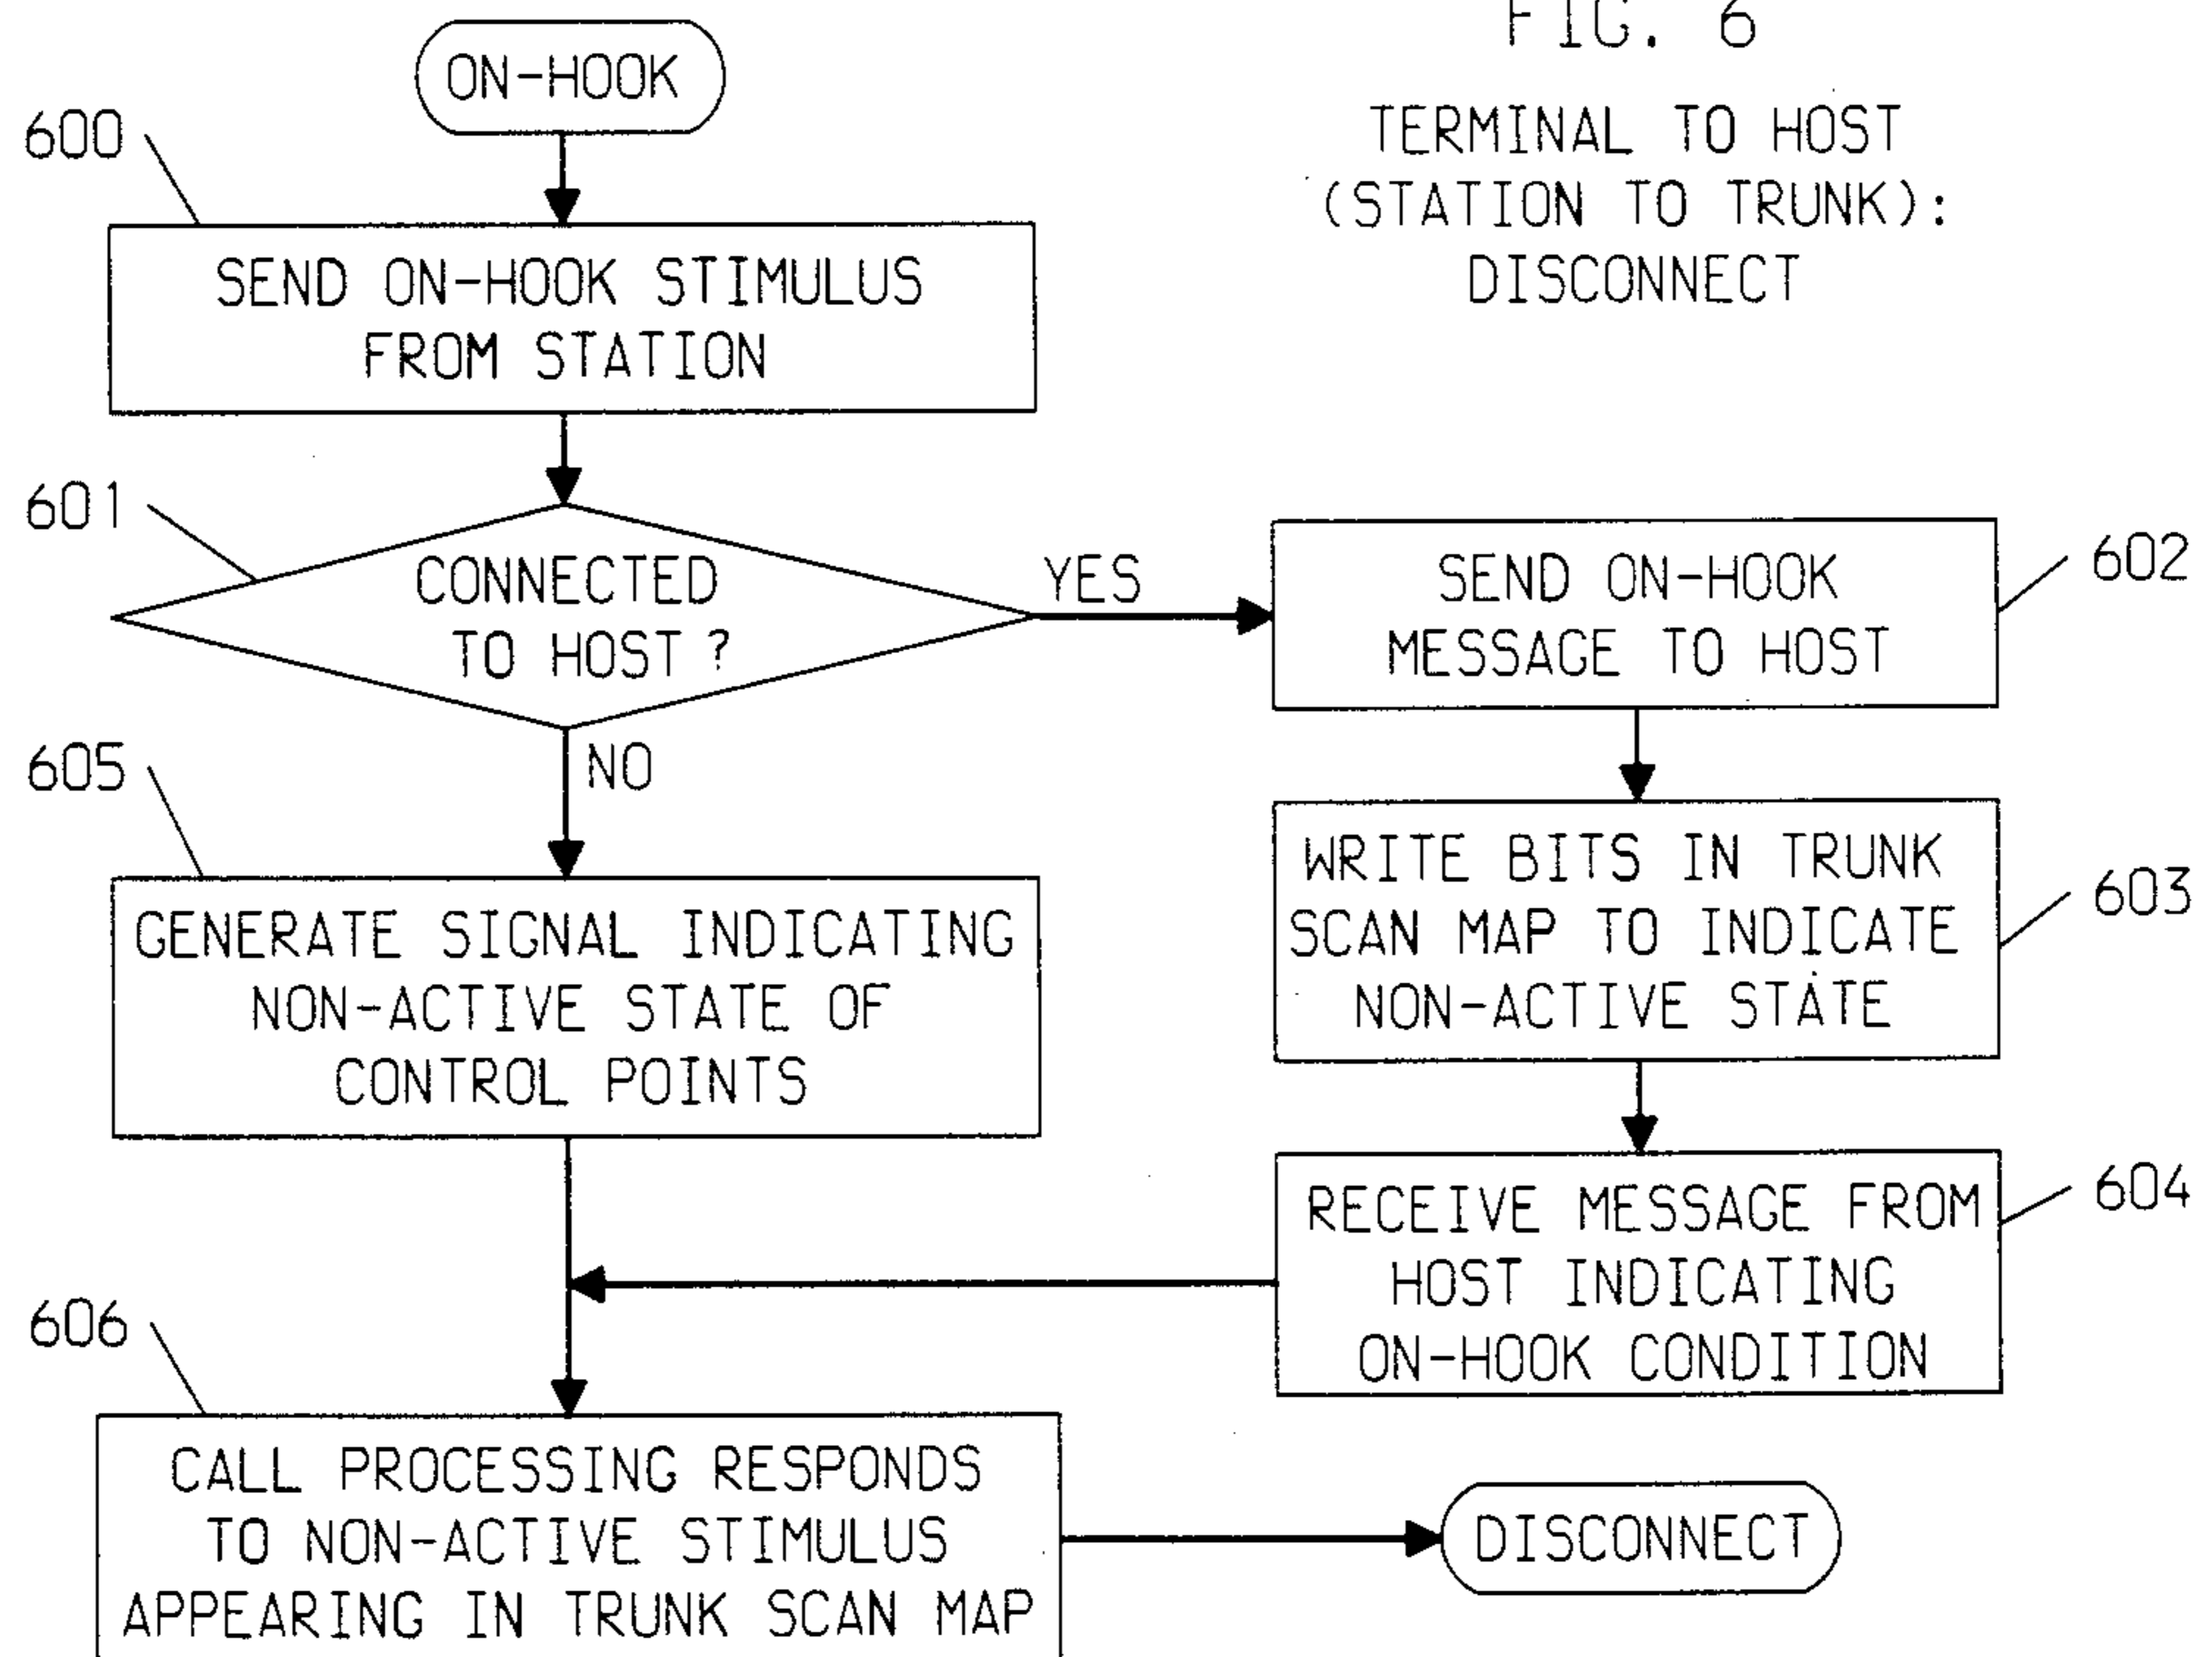 FIG. 6
TERMINAL TO HOST
(STATION TO TRUNK):
DISCONNECT
ON-HOOK
600
SEND ON-HOOK STIMULUS
FROM STATION
601
CONNECTED
TO HOST ?
YES
602
SEND ON-HOOK
MESSAGE TO HOST
NO
603
WRITE BITS IN TRUNK
SCAN MAP TO INDICATE
NON-ACTIVE STATE
605
GENERATE SIGNAL INDICATING
NON-ACTIVE STATE OF
CONTROL POINTS
604
RECEIVE MESSAGE FROM
HOST INDICATING
ON-HOOK CONDITION
606
CALL PROCESSING RESPONDS
TO NON-ACTIVE STIMULUS
APPEARING IN TRUNK SCAN MAP
DISCONNECT